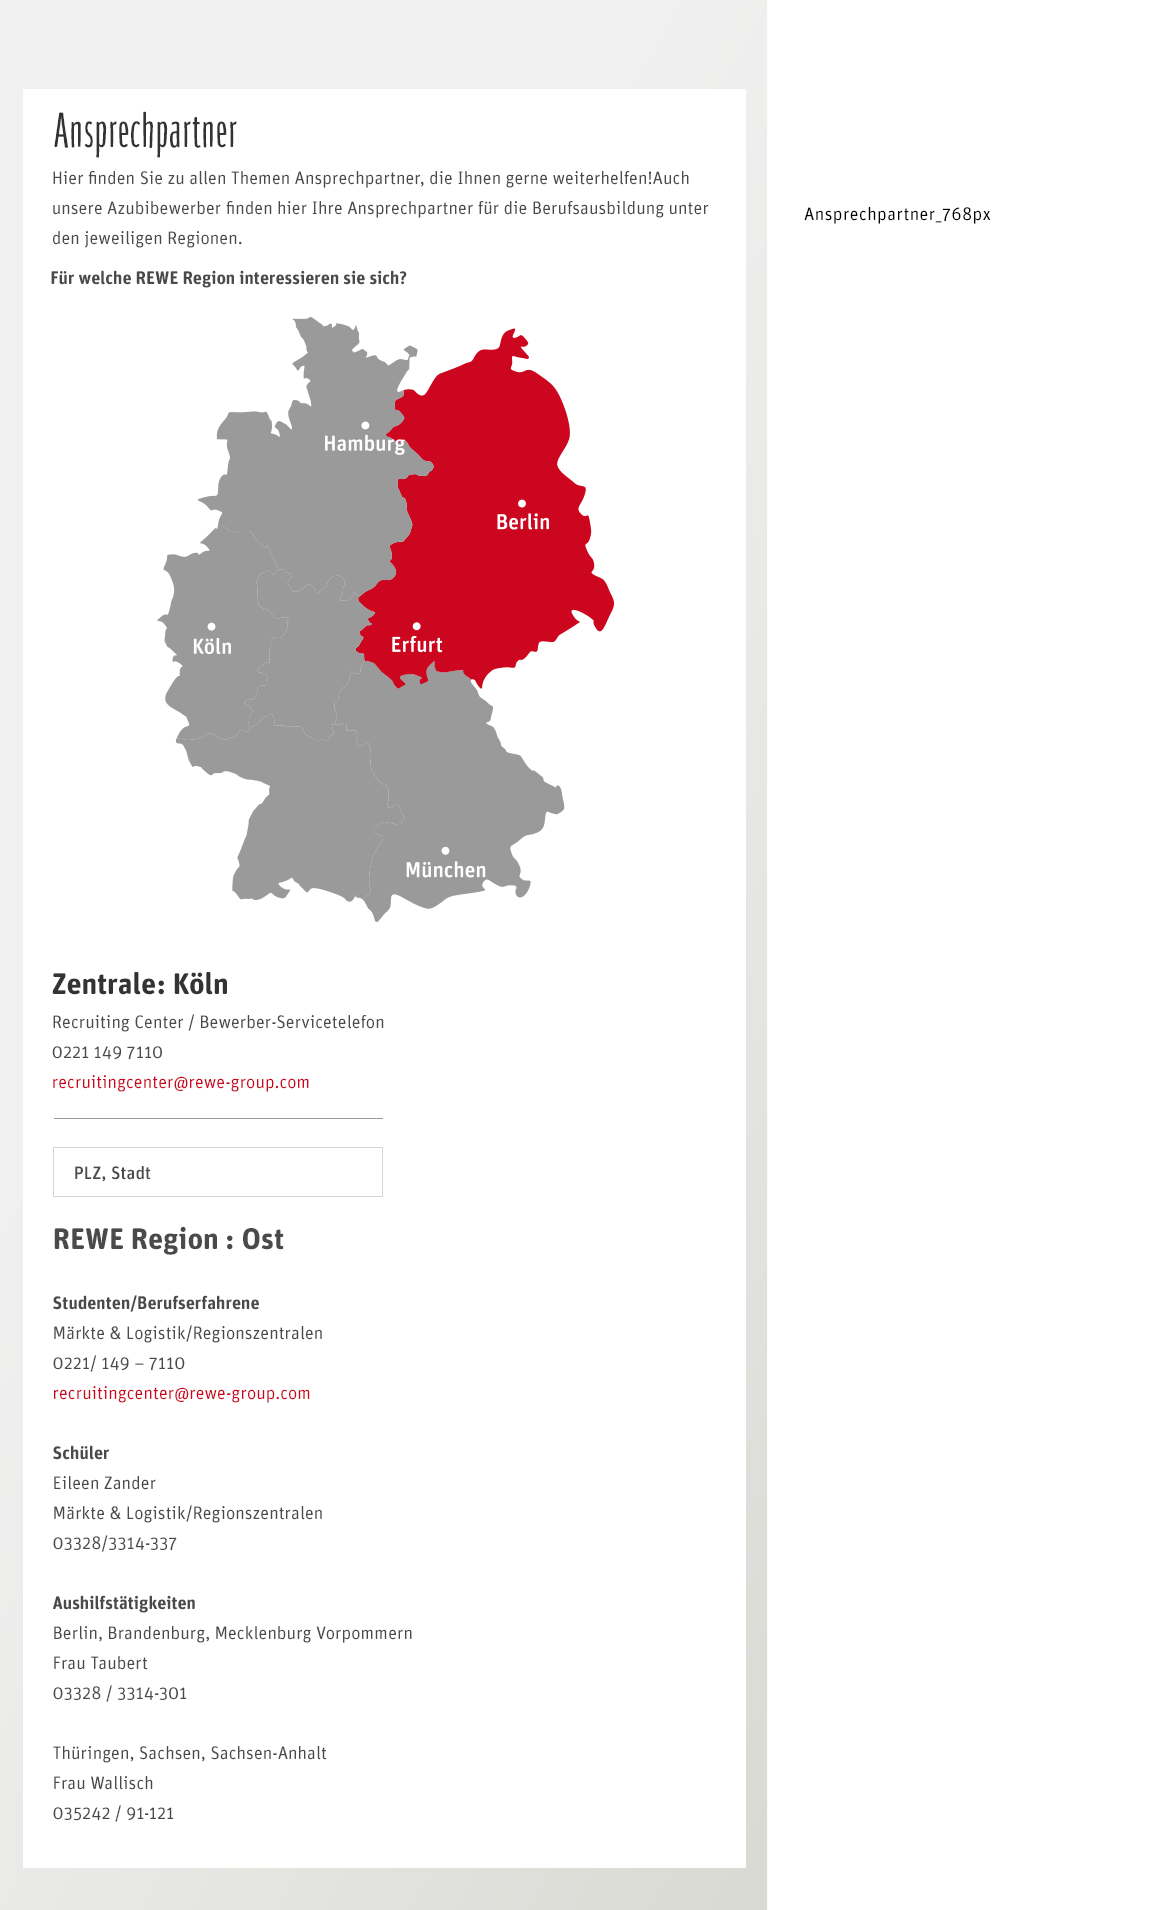 Ansprechpartner
Hier finden Sie zu allen Themen Ansprechpartner, die Ihnen gerne weiterhelfen!Auch
unsere Azubibewerber finden hier Ihre Ansprechpartner für die Berufsausbildung unter
den jeweiligen Regionen.
Ansprechpartner_768px
Für welche REWE Region interessieren sie sich?
Hamburg
Berlin
Erfurt
Köln
München
Zentrale: Köln
Recruiting Center / Bewerber-Servicetelefon
0221 149 7110
recruitingcenter@rewe-group.com
PLZ, Stadt
REWE Region : Ost
Studenten/Berufserfahrene
Märkte & Logistik/Regionszentralen
0221/ 149 – 7110
recruitingcenter@rewe-group.com
Schüler
Eileen Zander
Märkte & Logistik/Regionszentralen
03328/3314-337
Aushilfstätigkeiten
Berlin, Brandenburg, Mecklenburg Vorpommern
Frau Taubert
03328 / 3314-301
Thüringen, Sachsen, Sachsen-Anhalt
Frau Wallisch
035242 / 91-121